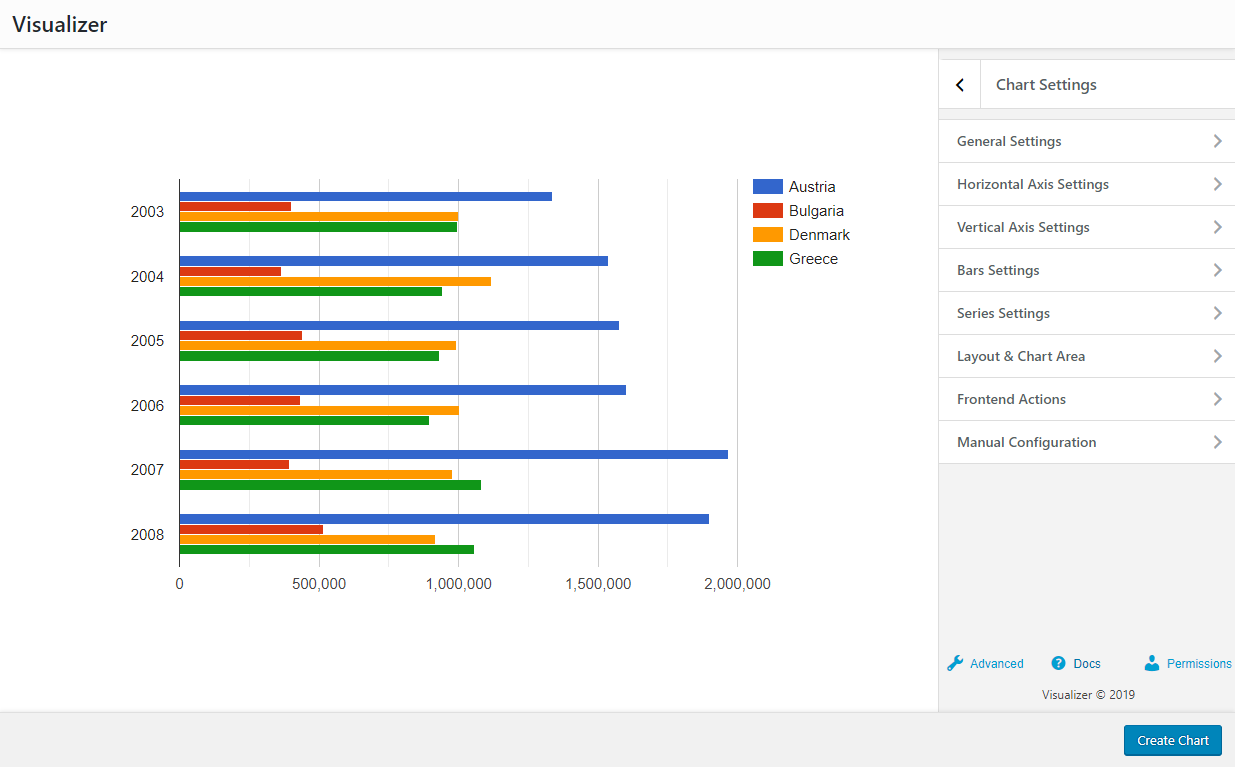 Visualizer
2003
2004
2005
2006
2007
2008
0 500,000 1,000,000 1,500,000 2,000,000
Austria
Bulgaria
Denmark
Greece
Chart Settings
General Settings
Horizontal Axis Settings
Vertical Axis Settings
Bars Settings
Series Settings
Layout & Chart Area
Frontend Actions
Manual Configuration
Advanced Docs Permissions
Visualizer © 2019
Create Chart